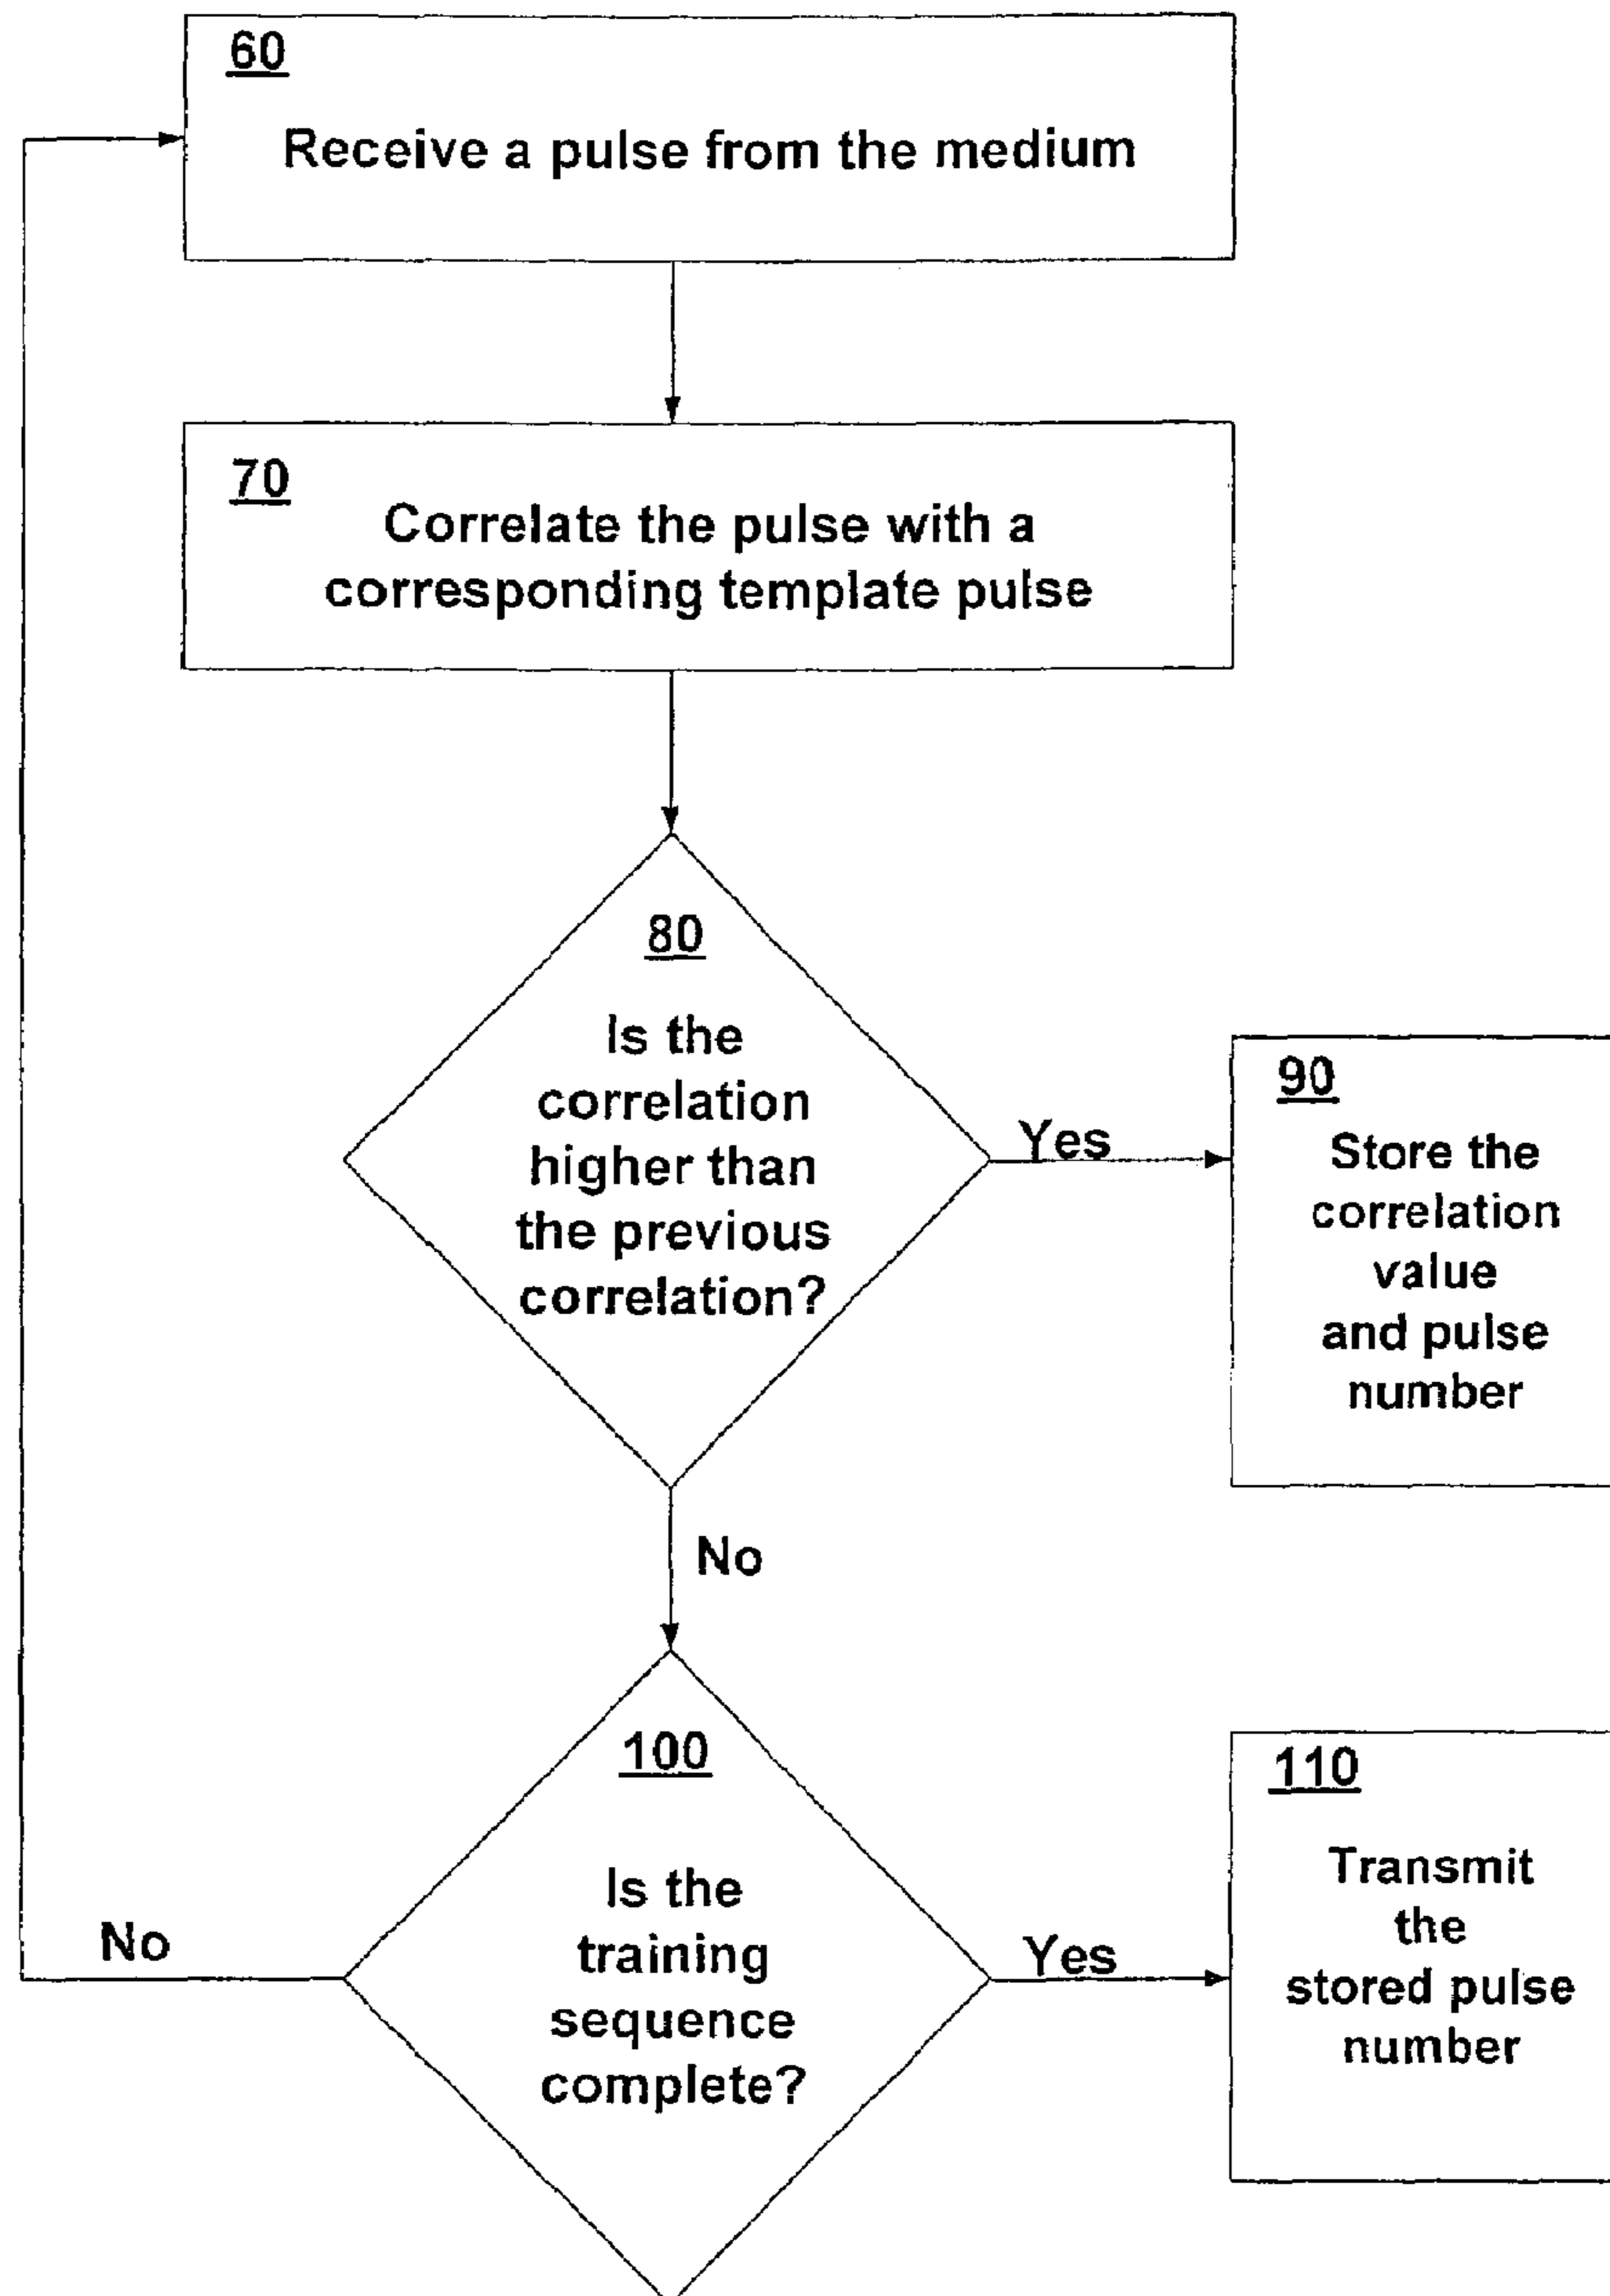 60
Receive a pulse from the medium
70
Correlate the pulse with a
corresponding template pulse
80
Is the
correlation
higher than
the previous
correlation?
Yes
90
Store the
correlation
value
and pulse
number
No
100
Is the
training
sequence
complete?
No
Yes
110
Transmit
the
stored pulse
number